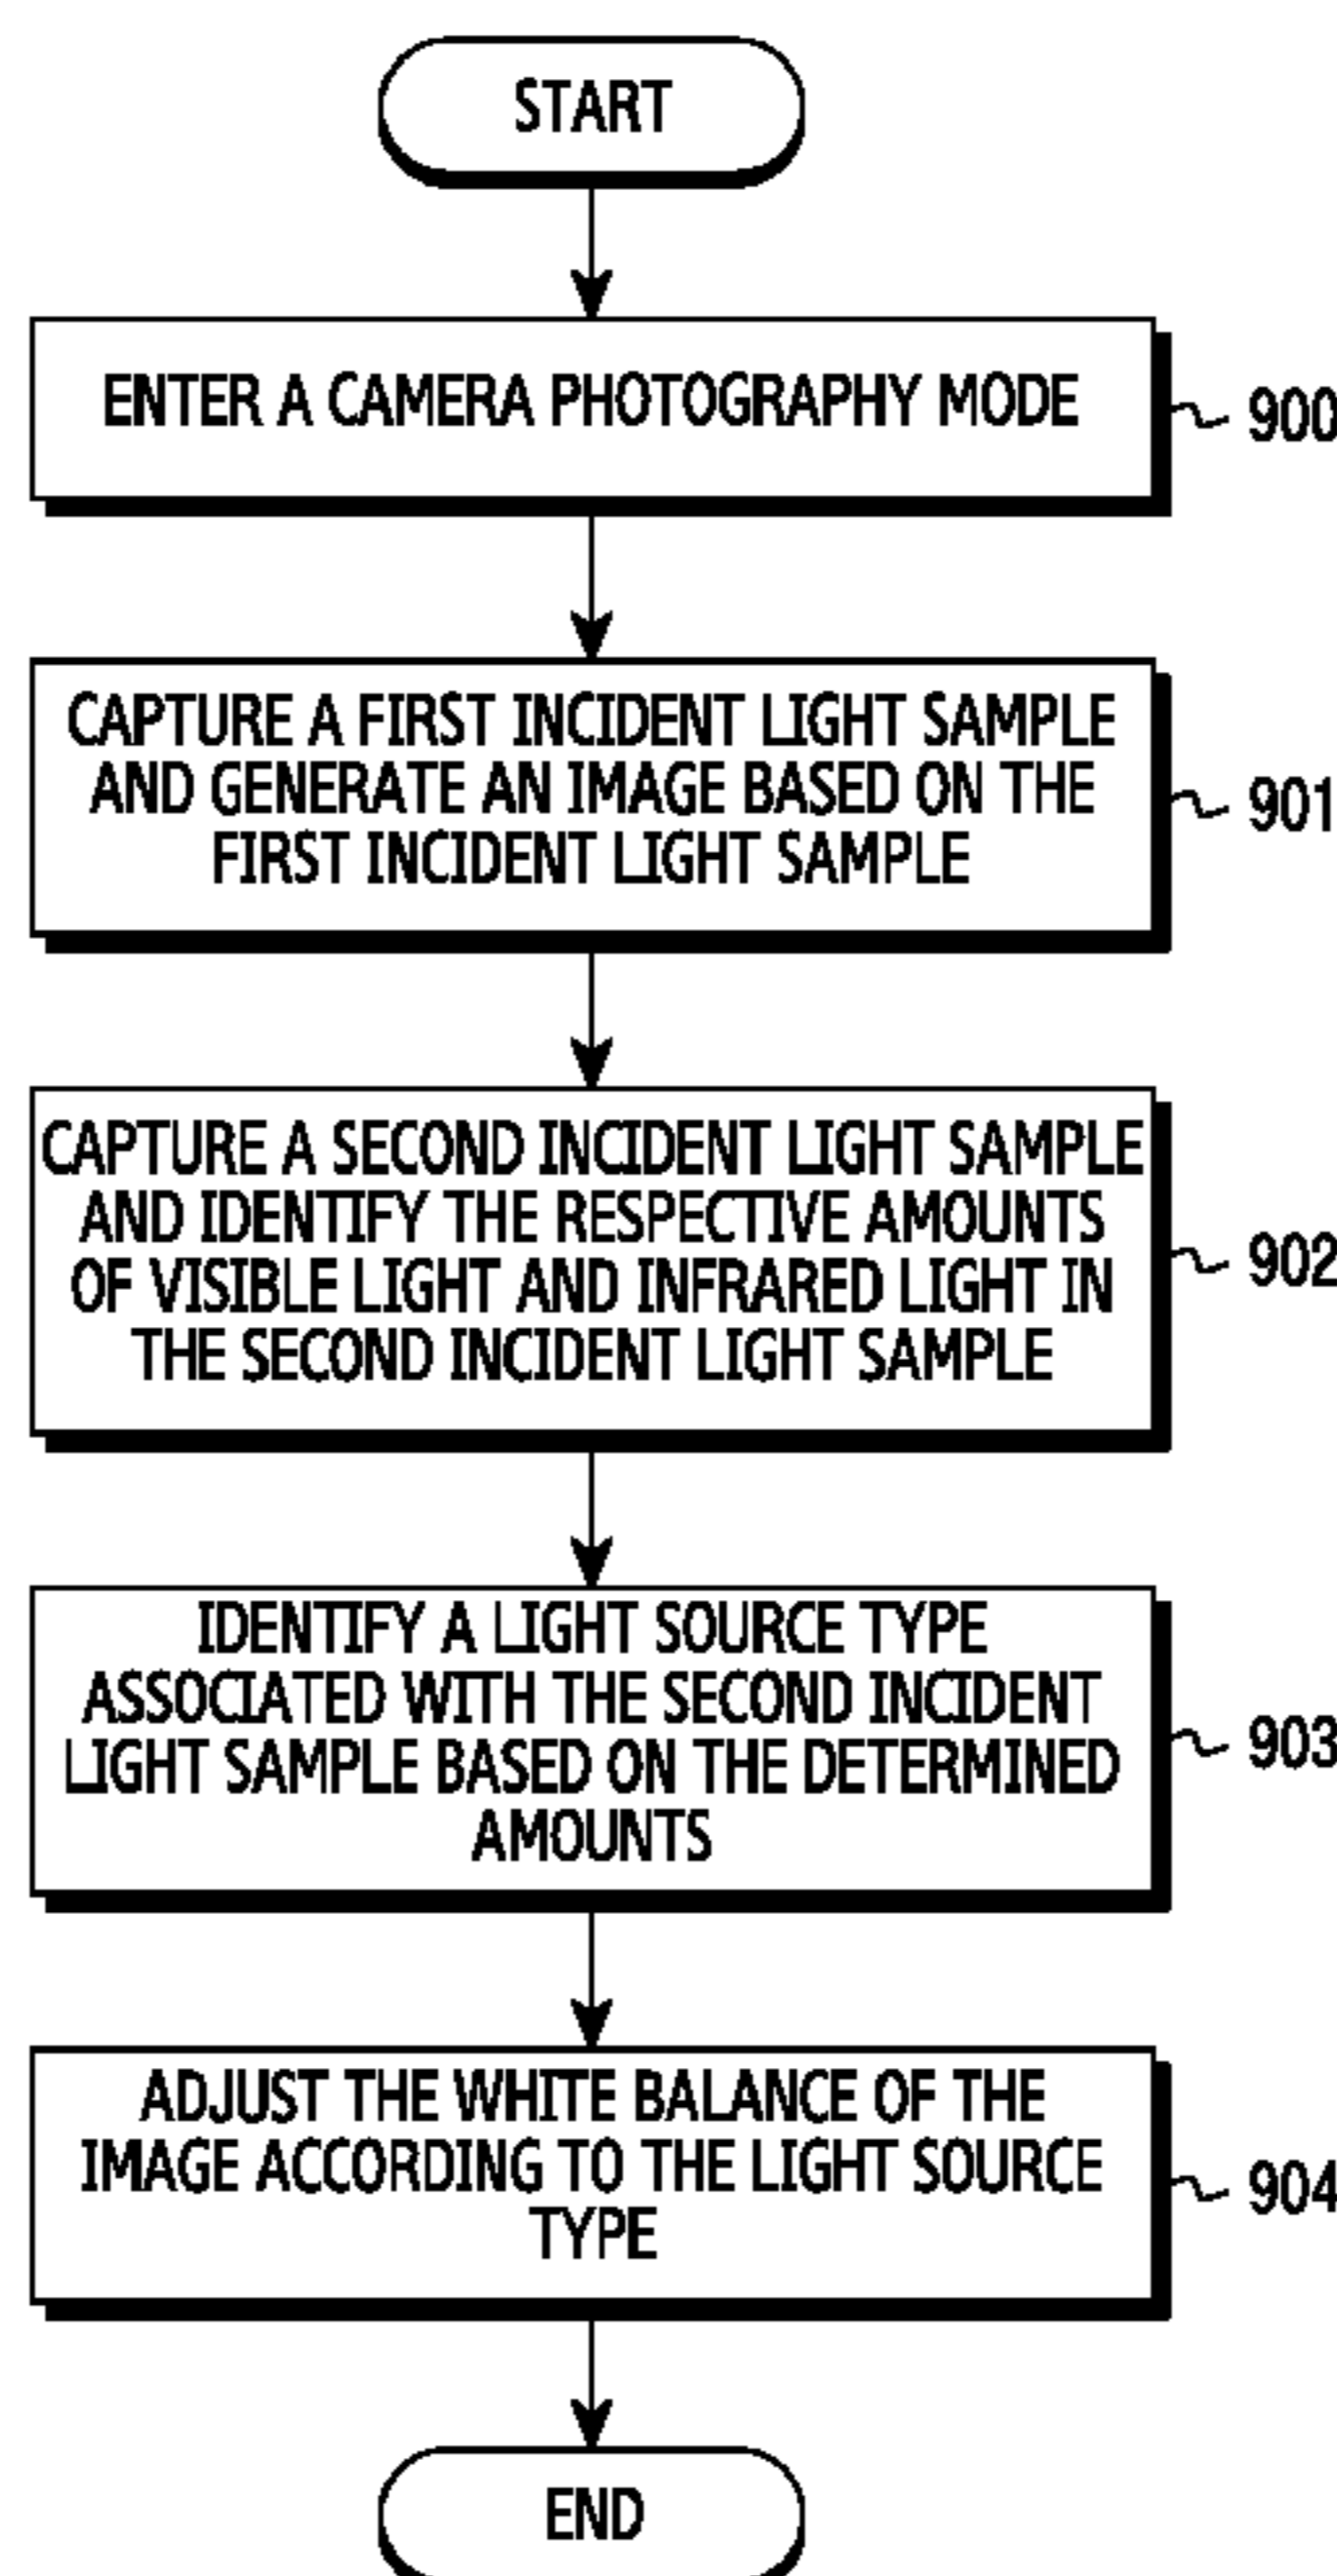 START
ENTER A CAMERA PHOTOGRAPHY MODE
900
CAPTURE A FIRST INCIDENT LIGHT SAMPLE
AND GENERATE AN IMAGE BASED ON THE
FIRST INCIDENT LIGHT SAMPLE
901
CAPTURE A SECOND INCIDENT LIGHT SAMPLE
AND IDENTIFY THE RESPECTIVE AMOUNTS
OF VISIBLE LIGHT AND INFRARED LIGHT IN
THE SECOND INCIDENT LIGHT SAMPLE
902
IDENTIFY A LIGHT SOURCE TYPE
ASSOCIATED WITH THE SECOND INCIDENT
LIGHT SAMPLE BASED ON THE DETERMINED
AMOUNTS
903
ADJUST THE WHITE BALANCE OF THE
IMAGE ACCORDING TO THE LIGHT SOURCE
TYPE
904
END